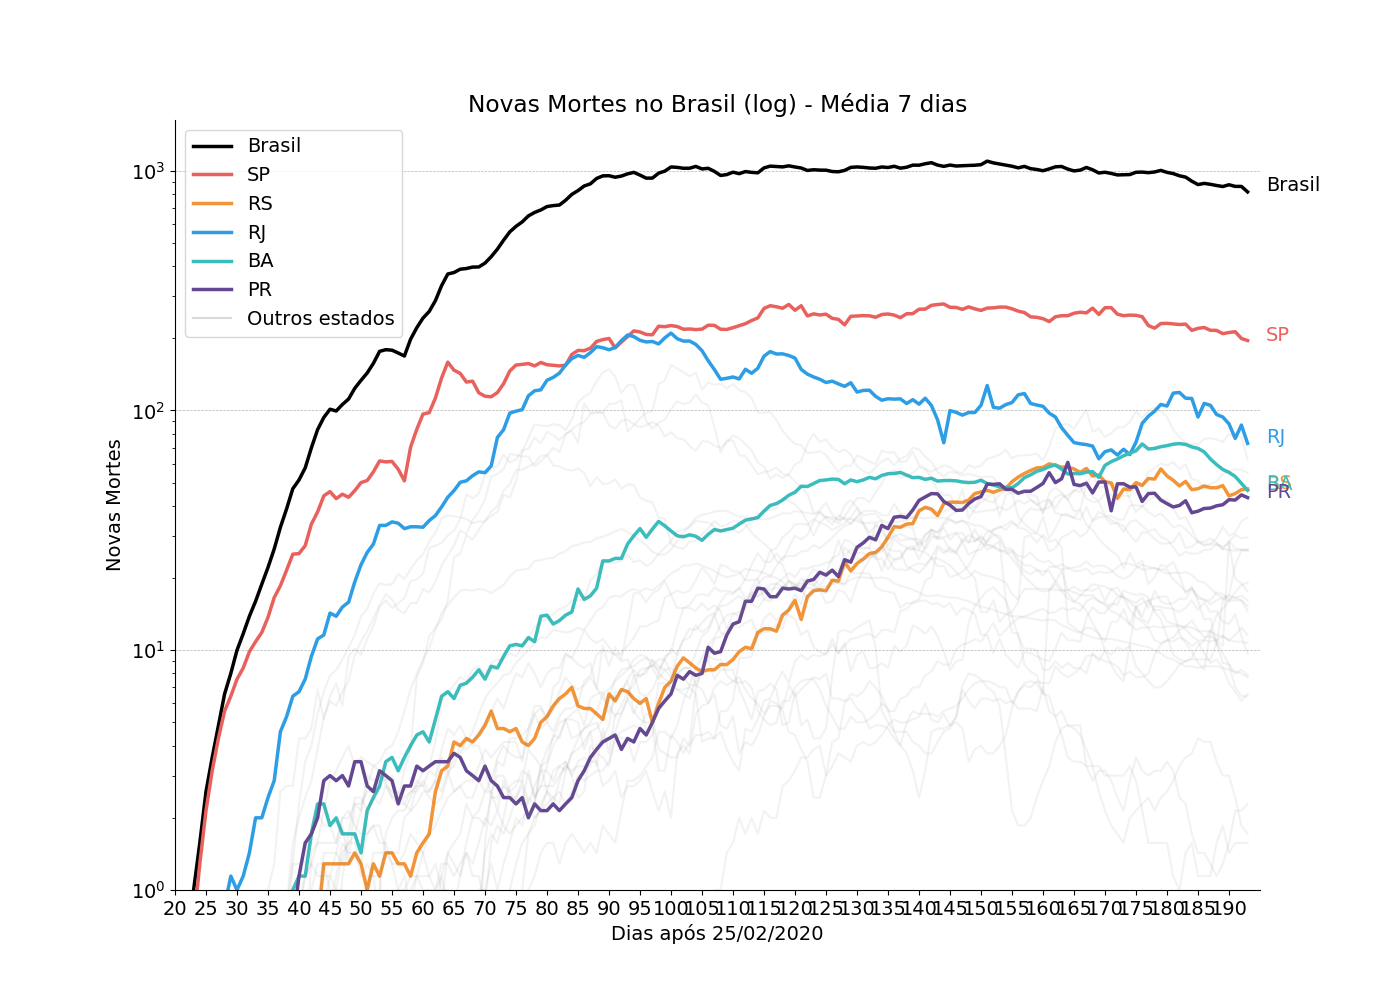 Novas Mortes no Brasil (log) - Média 7 dias
Brasil
SP
RS
RJ
BA
PR
Outros estados
10³
10²
10¹
10⁰
Novas Mortes
Brasil
SP
RJ
RS
BA
PR
20 25 30 35 40 45 50 55 60 65 70 75 80 85 90 95 100 105 110 115 120 125 130 135 140 145 150 155 160 165 170 175 180 185 190
Dias após 25/02/2020